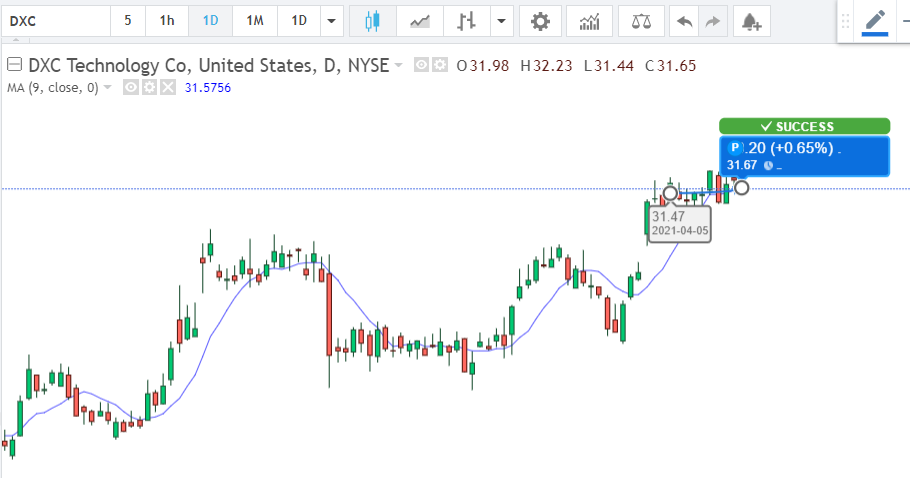 DXC 5 1h 1D 1M 1D
DXC Technology Co, United States, D, NYSE O31.98 H32.23 L31.44 C31.65
MA (9, close, 0) 31.5756
SUCCESS
P .20 (+0.65%)
31.67
31.47
2021-04-05